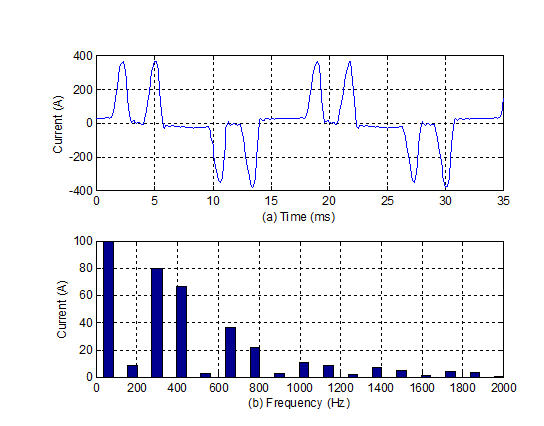 400
200
0
-200
-400
Current (A)
0 5 10 15 20 25 30 35
(a) Time (ms)
100
80
60
40
20
0
Current (A)
0 200 400 600 800 1000 1200 1400 1600 1800 2000
(b) Frequency (Hz)